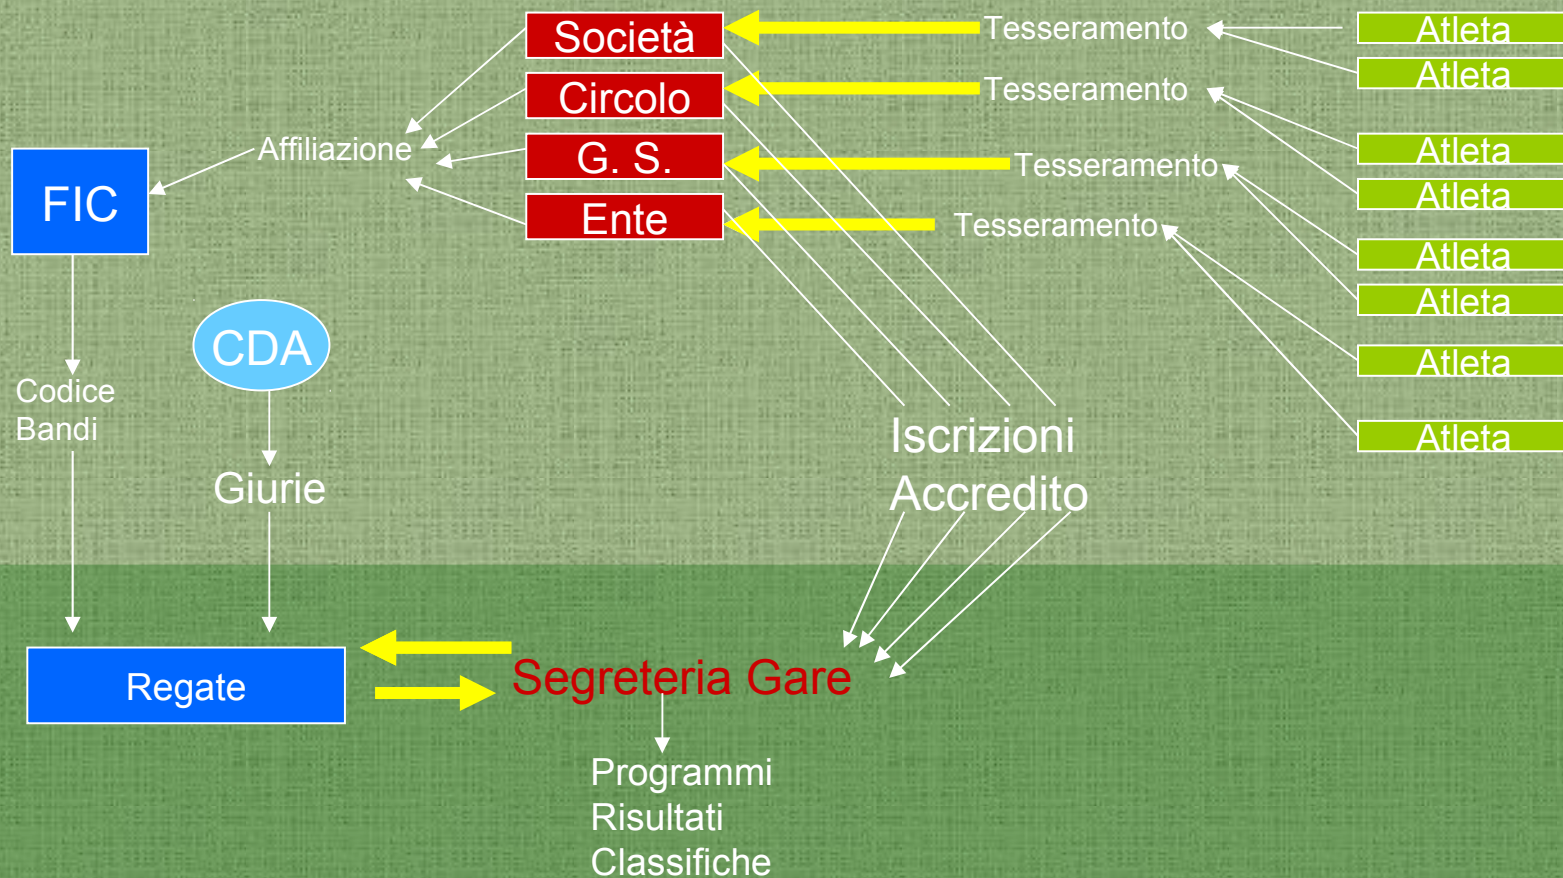 Società
Tesseramento
Atleta
Atleta
Circolo
Tesseramento
Affiliazione
G. S.
Tesseramento
Atleta
Atleta
FIC
Ente
Tesseramento
Atleta
Atleta
CDA
Atleta
Codice
Bandi
Iscrizioni
Accredito
Atleta
Giurie
Regate
Segreteria Gare
Programmi
Risultati
Classifiche